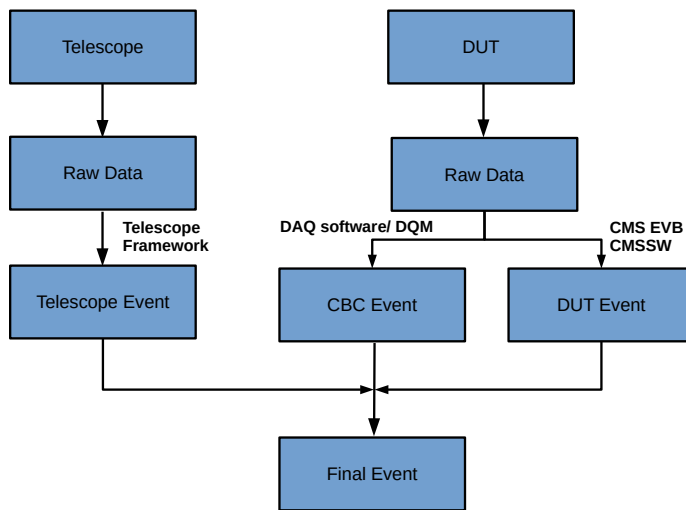 Telescope
DUT
Raw Data
Raw Data
Telescope
Framework
DAQ software/ DQM
CMS EVB
CMSSW
Telescope Event
CBC Event
DUT Event
Final Event